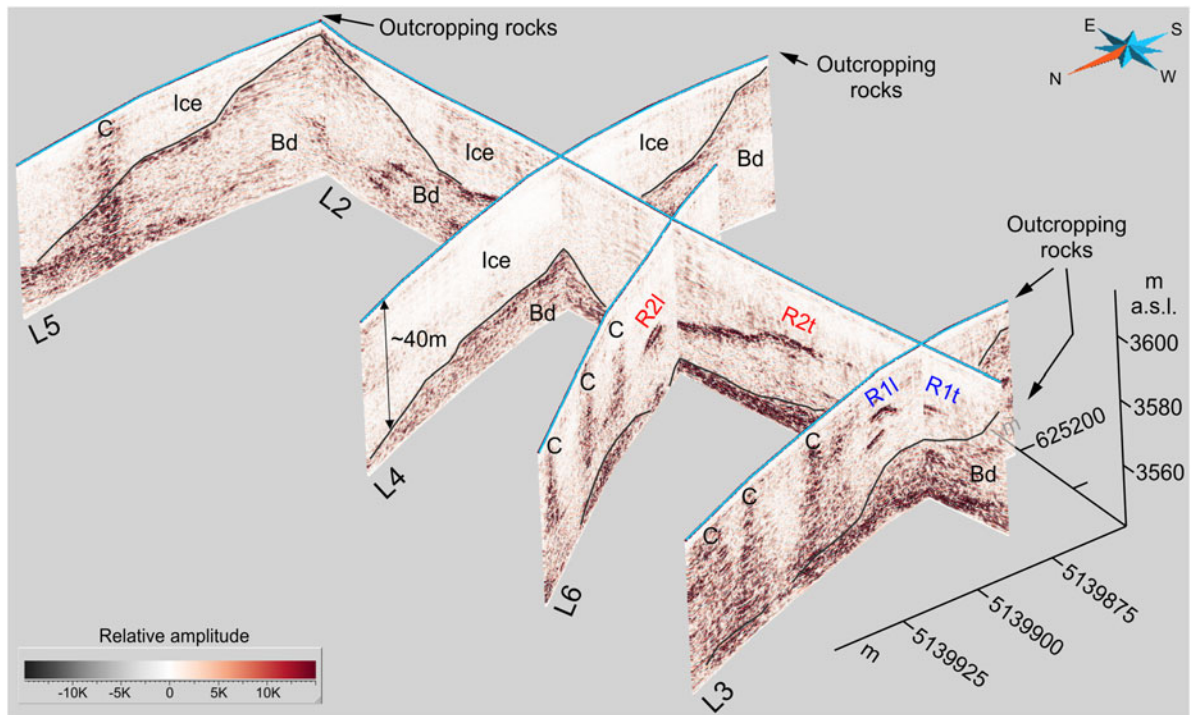 Outcropping rocks
E
S
N
W
Outcropping
rocks
Ice
C
Bd
Ice
Bd
L2
L5
Ice
Bd
Outcropping
rocks
m
a.s.l.
3600
3580
3560
Ice
Bd
~40m
L4
R2l
R2t
C
C
C
L6
R1l
R1t
C
C
C
Bd
L3
625200
5139875
5139900
5139925
m
Relative amplitude
-10K -5K 0 5K 10K